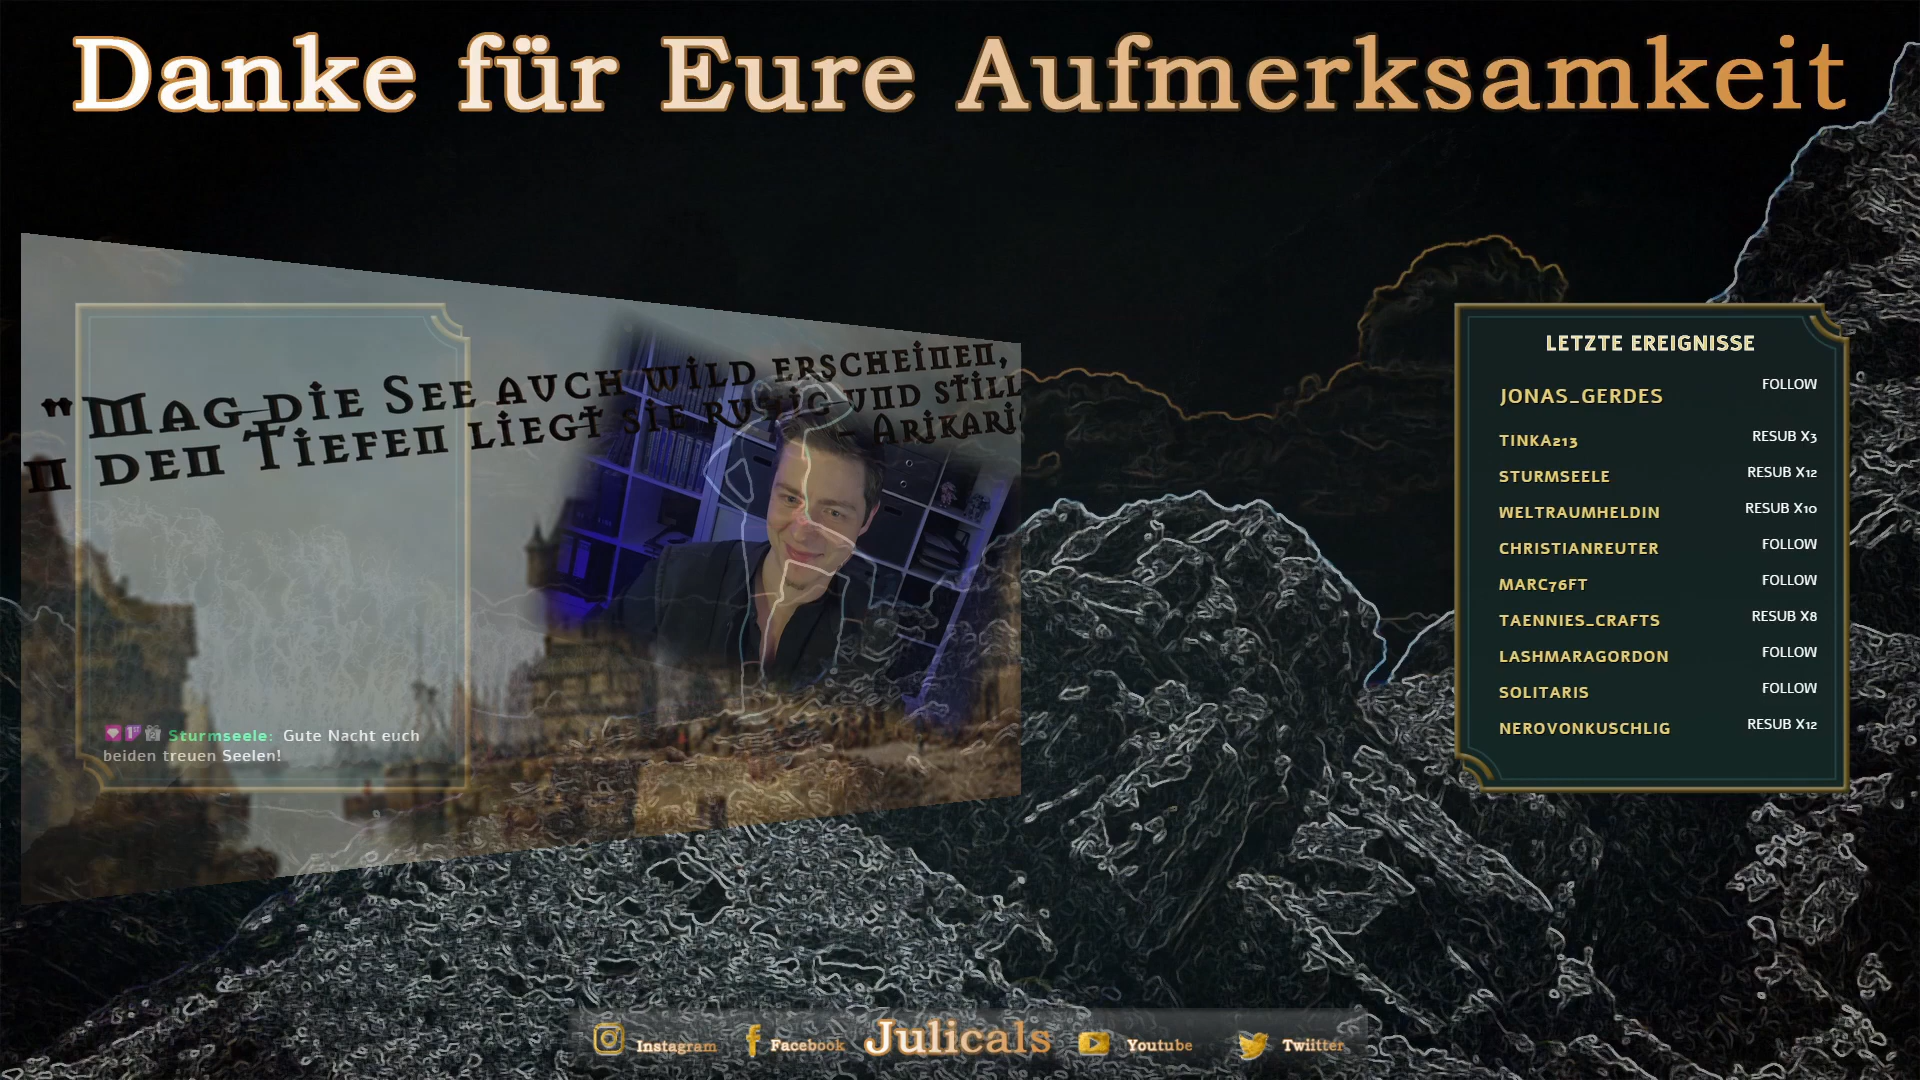 Danke für Eure Aufmerksamkeit
"Mag die See auch wild erscheinen,
n den Tiefen liegt sie ruhig und still
- Arikari
Sturmseele: Gute Nacht euch
beiden treuen Seelen!
LETZTE EREIGNISSE
JONAS_GERDES FOLLOW
TINKA213 RESUB X3
STURMSEELE RESUB X12
WELTRAUMHELDIN RESUB X10
CHRISTIANREUTER FOLLOW
MARC76FT FOLLOW
TAENNIES_CRAFTS RESUB X8
LASHMARAGORDON FOLLOW
SOLITARIS FOLLOW
NEROVONKUSCHLIG RESUB X12
Instagram Facebook Julicals Youtube Twiitter